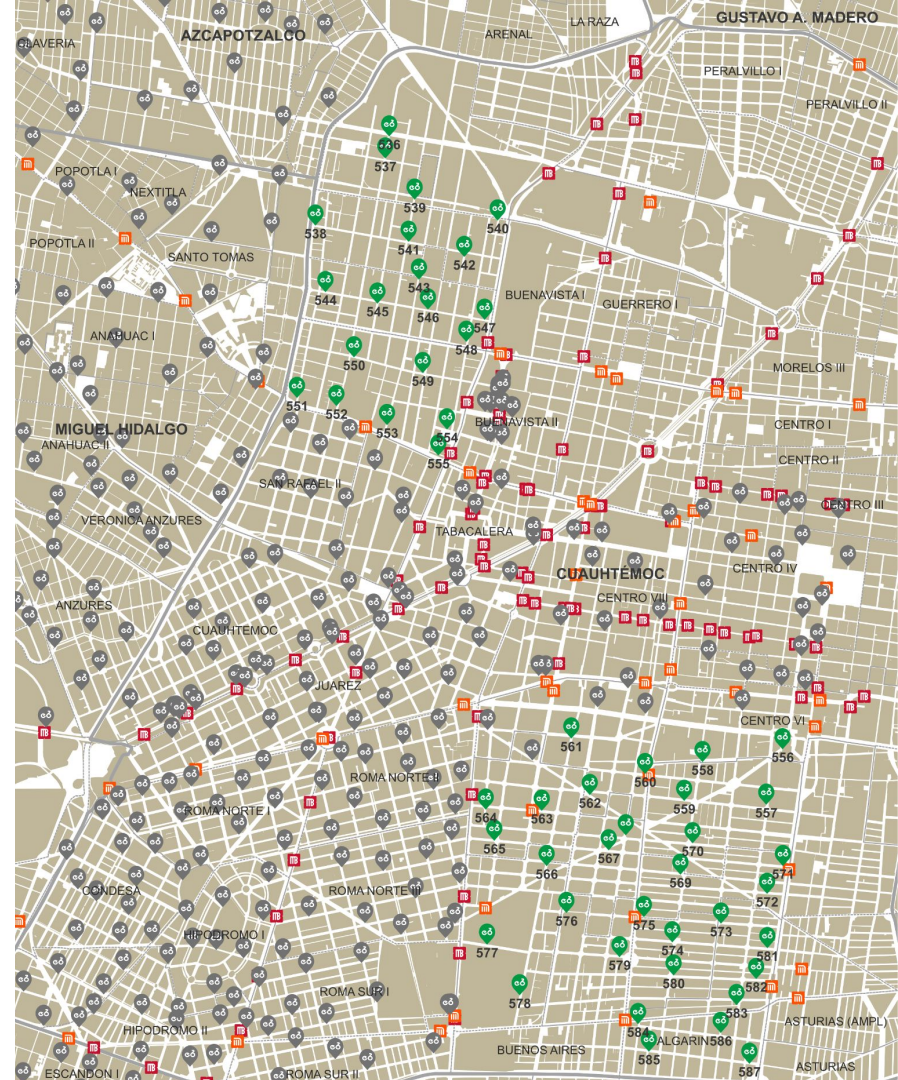 LA RAZA
GUSTAVO A. MADERO
AZCAPOTZALCO
ARENAL
CLAVERIA
PERALVILLO I
PERALVILLO II
536
537
POPOTLA I
NEXTITLA
539
540
538
541
POPOTLA II
SANTO TOMAS
542
543
544
545
546
BUENAVISTA I
GUERRERO I
547
ANAHUAC I
548
550
549
MORELOS III
551
552
553
554
BUENAVISTA II
CENTRO I
MIGUEL HIDALGO
ANAHUAC II
555
CENTRO II
SAN RAFAEL II
CENTRO III
VERONICA ANZURES
TABACALERA
CENTRO IV
CUAUHTÉMOC
CENTRO VIII
ANZURES
CUAUHTEMOC
JUAREZ
CENTRO VI
561
556
558
ROMA NORTE II
560
562
559
ROMA NORTE I
564
563
557
565
567
570
566
569
571
CONDESA
ROMA NORTE III
572
576
575
573
HIPODROMO I
577
574
581
579
580
582
578
ROMA SUR I
583
584
586
ASTURIAS (AMPL)
HIPODROMO II
585
ALGARIN
BUENOS AIRES
587
ESCANDON I
ROMA SUR II
ASTURIAS